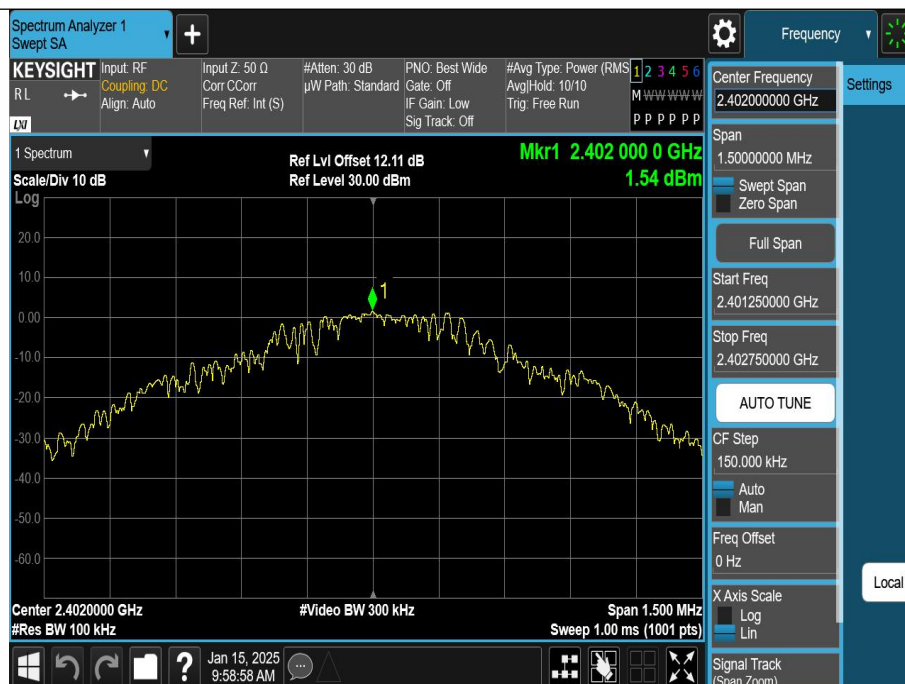 Spectrum Analyzer 1
Swept SA
Frequency
KEYSIGHT
RL
LXI
Input: RF
Coupling: DC
Align: Auto
Input Z: 50 Ω
Corr CCorr
Freq Ref: Int (S)
#Atten: 30 dB
µW Path: Standard
PNO: Best Wide
Gate: Off
IF Gain: Low
Sig Track: Off
#Avg Type: Power (RMS
Avg|Hold: 10/10
Trig: Free Run
1 2 3 4 5 6
M W W W W W
P P P P P P
Center Frequency
2.402000000 GHz
Settings
1 Spectrum
Scale/Div 10 dB
Log
Ref Lvl Offset 12.11 dB
Ref Level 30.00 dBm
Mkr1 2.402 000 0 GHz
1.54 dBm
Span
1.50000000 MHz
Swept Span
Zero Span
Full Span
Start Freq
2.401250000 GHz
Stop Freq
2.402750000 GHz
AUTO TUNE
CF Step
150.000 kHz
Auto
Man
Freq Offset
0 Hz
X Axis Scale
Log
Lin
Signal Track
(Span Zoom)
Local
20.0
10.0
0.00
-10.0
-20.0
-30.0
-40.0
-50.0
-60.0
1
Center 2.4020000 GHz
#Res BW 100 kHz
#Video BW 300 kHz
Span 1.500 MHz
Sweep 1.00 ms (1001 pts)
?
Jan 15, 2025
9:58:58 AM